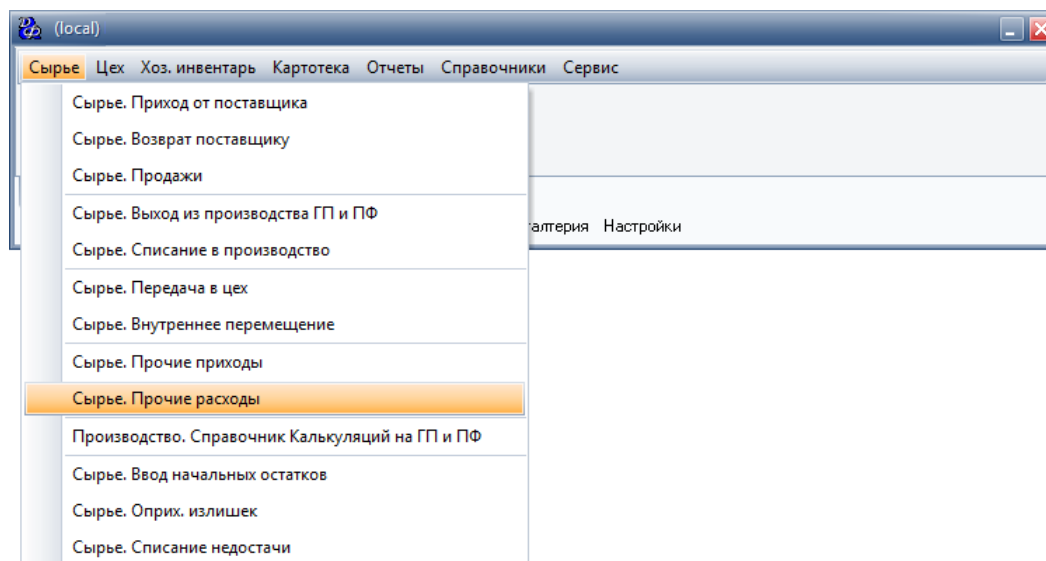 (local)
Сырье Цех Хоз. инвентарь Картотека Отчеты Справочники Сервис
Сырье. Приход от поставщика
Сырье. Возврат поставщику
Сырье. Продажи
Сырье. Выход из производства ГП и ПФ
алтерия Настройки
Сырье. Списание в производство
Сырье. Передача в цех
Сырье. Внутреннее перемещение
Сырье. Прочие приходы
Сырье. Прочие расходы
Производство. Справочник Калькуляций на ГП и ПФ
Сырье. Ввод начальных остатков
Сырье. Оприх. излишек
Сырье. Списание недостачи